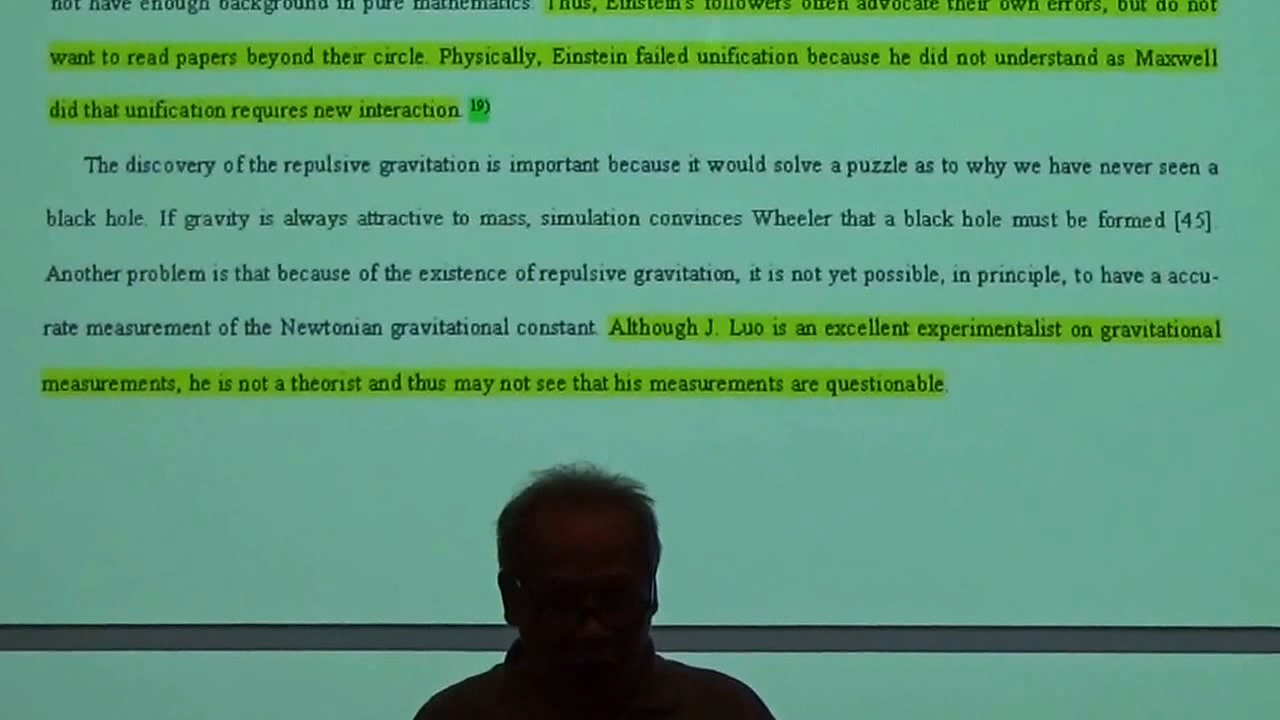 not have enough background in pure mathematics. Thus, Einstein's followers often advocate their own errors, but do not
want to read papers beyond their circle. Physically, Einstein failed unification because he did not understand as Maxwell
did that unification requires new interaction. 19)
The discovery of the repulsive gravitation is important because it would solve a puzzle as to why we have never seen a
black hole. If gravity is always attractive to mass, simulation convinces Wheeler that a black hole must be formed [45].
Another problem is that because of the existence of repulsive gravitation, it is not yet possible, in principle, to have a accu-
rate measurement of the Newtonian gravitational constant. Although J. Luo is an excellent experimentalist on gravitational
measurements, he is not a theorist and thus may not see that his measurements are questionable.